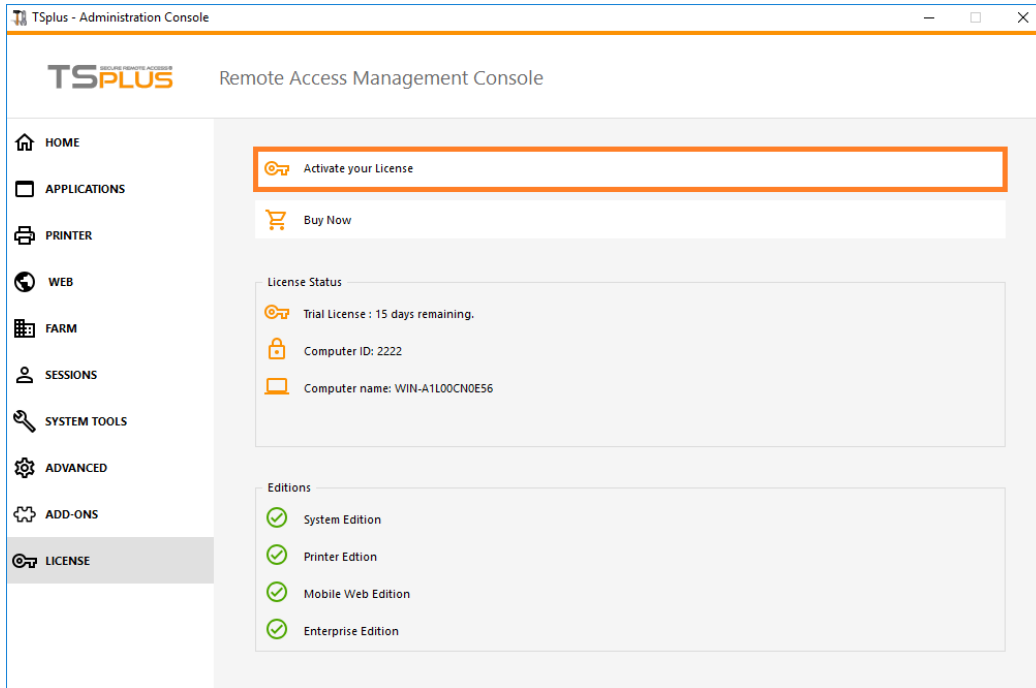 TSplus - Administration Console
SECURE REMOTE ACCESS®
TSPLUS
Remote Access Management Console
HOME
APPLICATIONS
PRINTER
WEB
FARM
SESSIONS
SYSTEM TOOLS
ADVANCED
ADD-ONS
LICENSE
Activate your License
Buy Now
License Status
Trial License : 15 days remaining.
Computer ID: 2222
Computer name: WIN-A1L00CN0E56
Editions
System Edition
Printer Edtion
Mobile Web Edition
Enterprise Edition